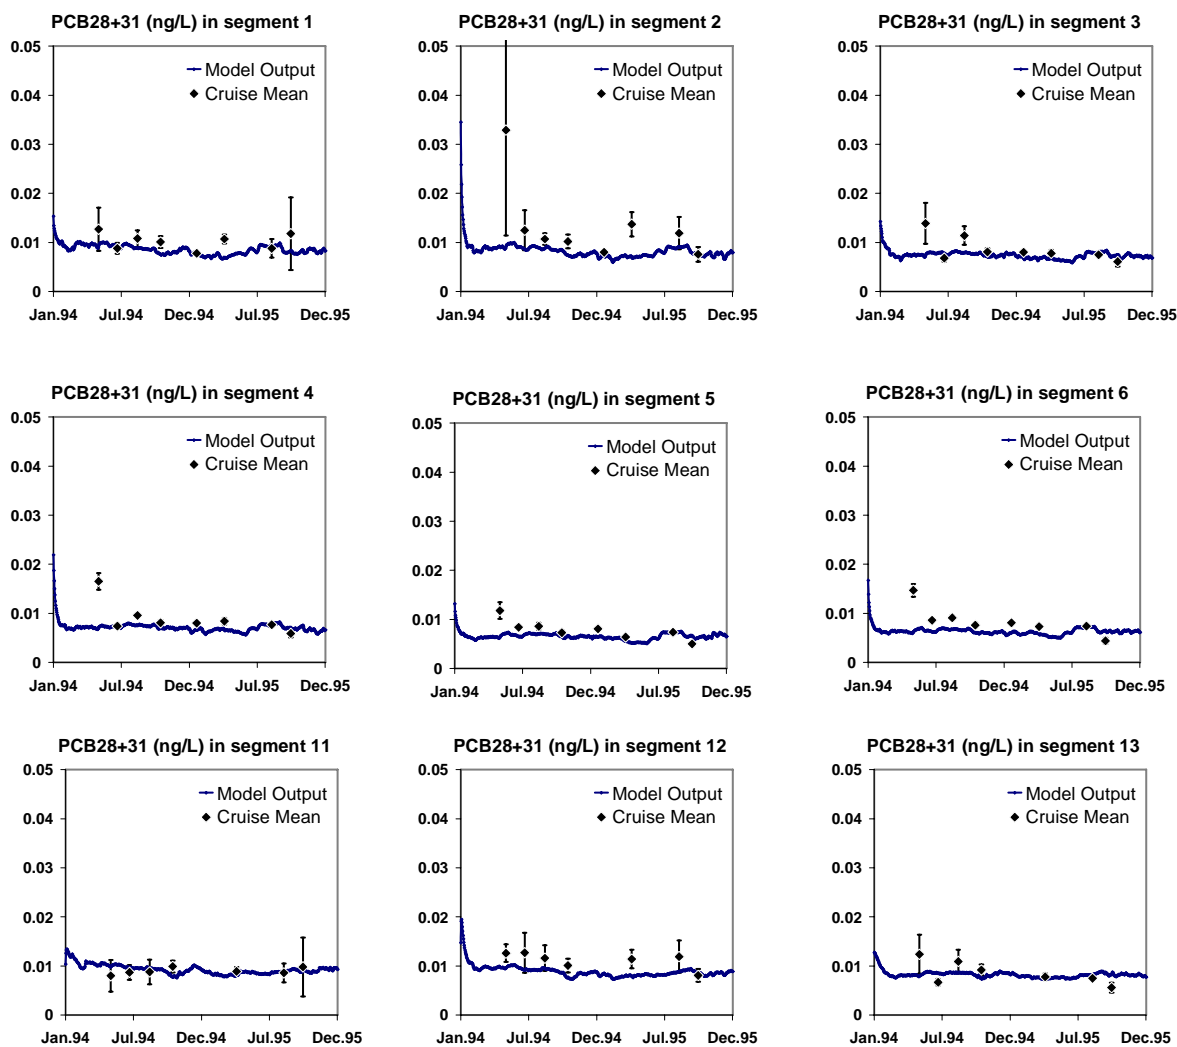 PCB28+31 (ng/L) in segment 1
0.05
0.04
0.03
0.02
0.01
0
Model Output
Cruise Mean
Jan.94 Jul.94 Dec.94 Jul.95 Dec.95
PCB28+31 (ng/L) in segment 2
0.05
0.04
0.03
0.02
0.01
0
Model Output
Cruise Mean
Jan.94 Jul.94 Dec.94 Jul.95 Dec.95
PCB28+31 (ng/L) in segment 3
0.05
0.04
0.03
0.02
0.01
0
Model Output
Cruise Mean
Jan.94 Jul.94 Dec.94 Jul.95 Dec.95
PCB28+31 (ng/L) in segment 4
0.05
0.04
0.03
0.02
0.01
0
Model Output
Cruise Mean
Jan.94 Jul.94 Dec.94 Jul.95 Dec.95
PCB28+31 (ng/L) in segment 5
0.05
0.04
0.03
0.02
0.01
0
Model Output
Cruise Mean
Jan.94 Jul.94 Dec.94 Jul.95 Dec.95
PCB28+31 (ng/L) in segment 6
0.05
0.04
0.03
0.02
0.01
0
Model Output
Cruise Mean
Jan.94 Jul.94 Dec.94 Jul.95 Dec.95
PCB28+31 (ng/L) in segment 11
0.05
0.04
0.03
0.02
0.01
0
Model Output
Cruise Mean
Jan.94 Jul.94 Dec.94 Jul.95 Dec.95
PCB28+31 (ng/L) in segment 12
0.05
0.04
0.03
0.02
0.01
0
Model Output
Cruise Mean
Jan.94 Jul.94 Dec.94 Jul.95 Dec.95
PCB28+31 (ng/L) in segment 13
0.05
0.04
0.03
0.02
0.01
0
Model Output
Cruise Mean
Jan.94 Jul.94 Dec.94 Jul.95 Dec.95